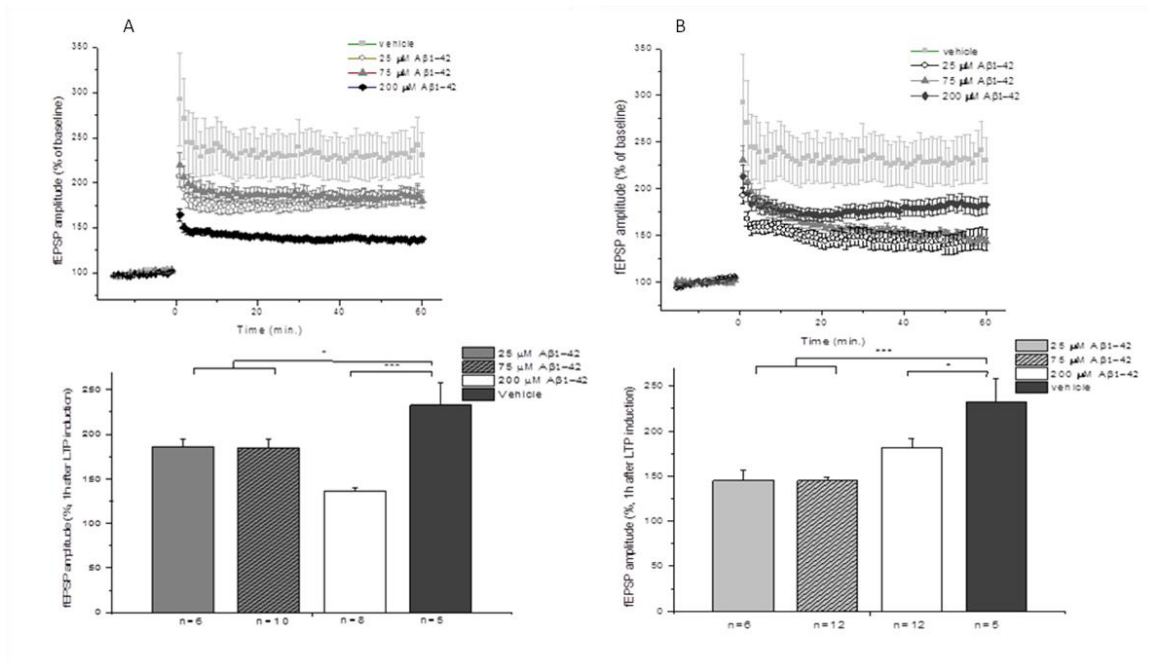 A
vehicle
25 μM Aβ1–42
75 μM Aβ1–42
200 μM Aβ1–42
350
300
250
200
150
100
fEPSP amplitude (% of baseline)
0
20
40
60
Time (min.)
B
vehicle
25 μM Aβ1–42
75 μM Aβ1–42
200 μM Aβ1–42
350
300
250
200
150
100
fEPSP amplitude (% of baseline)
0
20
40
60
Time (min.)
*
***
25 μM Aβ1–42
75 μM Aβ1–42
200 μM Aβ1–42
Vehicle
250
200
150
100
50
0
fEPSP amplitude (%, 1h after LTP induction)
n=6
n=10
n=8
n=5
***
*
25 μM Aβ1–42
75 μM Aβ1–42
200 μM Aβ1–42
vehicle
250
200
150
100
50
0
fEPSP amplitude (%, 1h after LTP induction)
n=6
n=12
n=12
n=5